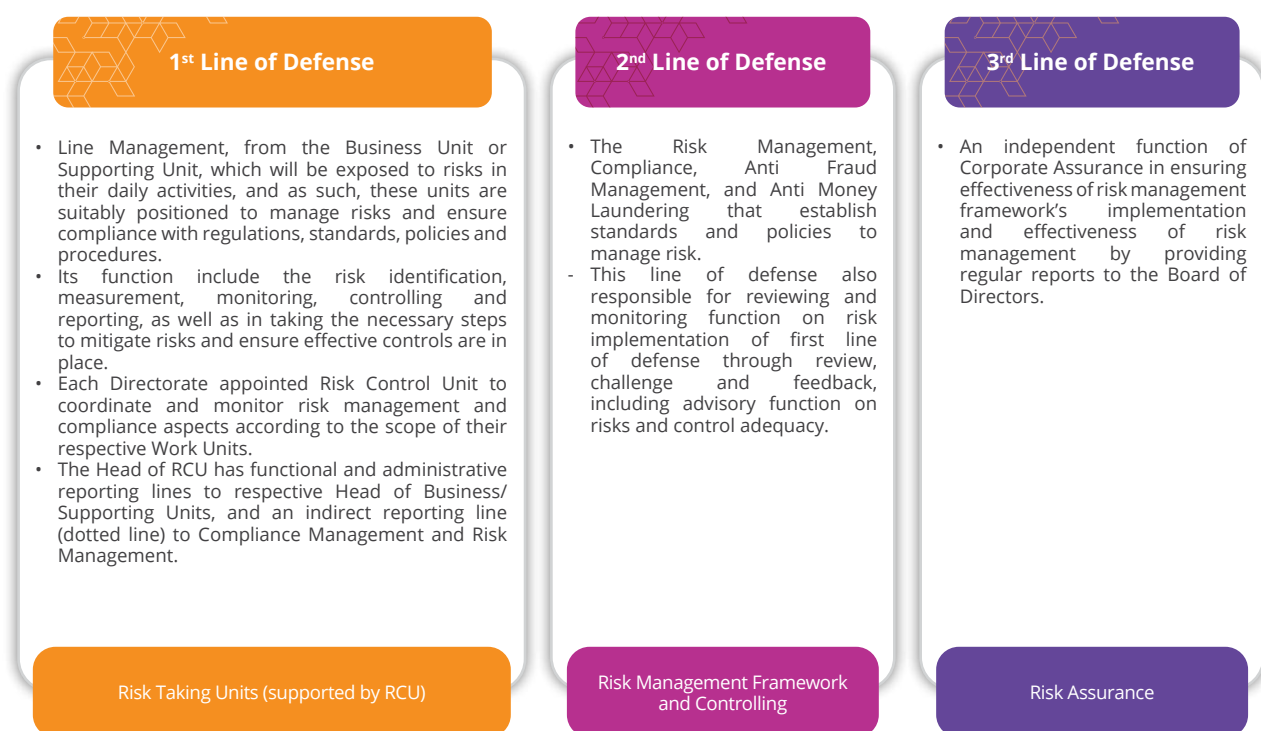 1st Line of Defense
• Line Management, from the Business Unit or
Supporting Unit, which will be exposed to risks in
their daily activities, and as such, these units are
suitably positioned to manage risks and ensure
compliance with regulations, standards, policies and
procedures.
• Its function include the risk identification,
measurement, monitoring, controlling and
reporting, as well as in taking the necessary steps
to mitigate risks and ensure effective controls are in
place.
• Each Directorate appointed Risk Control Unit to
coordinate and monitor risk management and
compliance aspects according to the scope of their
respective Work Units.
• The Head of RCU has functional and administrative
reporting lines to respective Head of Business/
Supporting Units, and an indirect reporting line
(dotted line) to Compliance Management and Risk
Management.
Risk Taking Units (supported by RCU)
2nd Line of Defense
• The Risk Management,
Compliance, Anti Fraud
Management, and Anti Money
Laundering that establish
standards and policies to
manage risk.
- This line of defense also
responsible for reviewing and
monitoring function on risk
implementation of first line
of defense through review,
challenge and feedback,
including advisory function on
risks and control adequacy.
Risk Management Framework
and Controlling
3rd Line of Defense
• An independent function of
Corporate Assurance in ensuring
effectiveness of risk management
framework's implementation
and effectiveness of risk
management by providing
regular reports to the Board of
Directors.
Risk Assurance